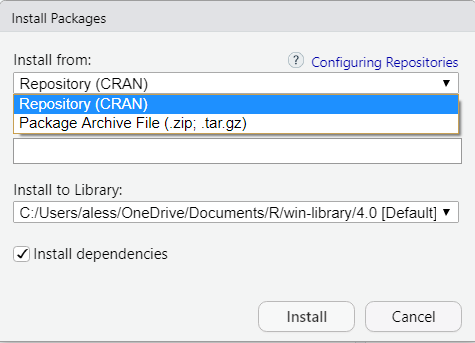 Install Packages
Install from:
? Configuring Repositories
Repository (CRAN)
Repository (CRAN)
Package Archive File (.zip; .tar.gz)
Install to Library:
C:/Users/aless/OneDrive/Documents/R/win-library/4.0 [Default]
Install dependencies
Install
Cancel